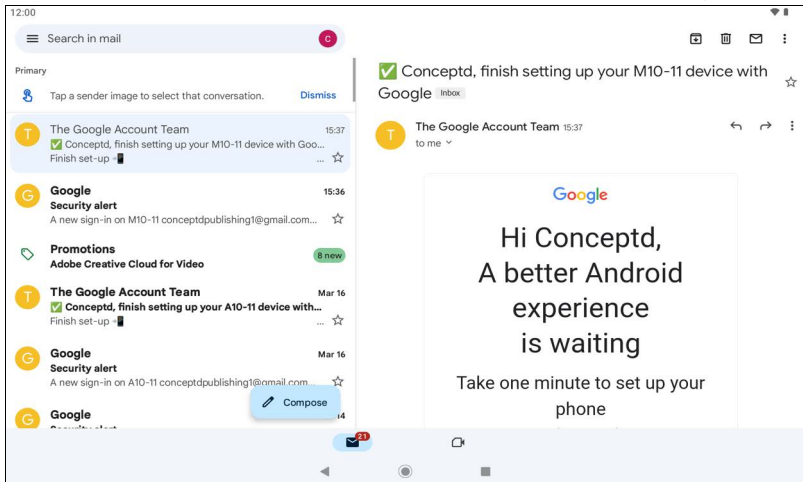 12:00
Search in mail
C
Primary
Tap a sender image to select that conversation. Dismiss
T
The Google Account Team 15:37
✅ Conceptd, finish setting up your M10-11 device with Goo...
Finish set-up 📲 ...
G
Google 15:36
Security alert
A new sign-in on M10-11 conceptdpublishing1@gmail.com...
Promotions 8 new
Adobe Creative Cloud for Video
T
The Google Account Team Mar 16
✅ Conceptd, finish setting up your A10-11 device with...
Finish set-up 📲 ...
G
Google Mar 16
Security alert
A new sign-in on A10-11 conceptdpublishing1@gmail.com...
Compose
G
Google
✅ Conceptd, finish setting up your M10-11 device with
Google Inbox
T
The Google Account Team 15:37
to me
Google
Hi Conceptd,
A better Android
experience
is waiting
Take one minute to set up your
phone
21